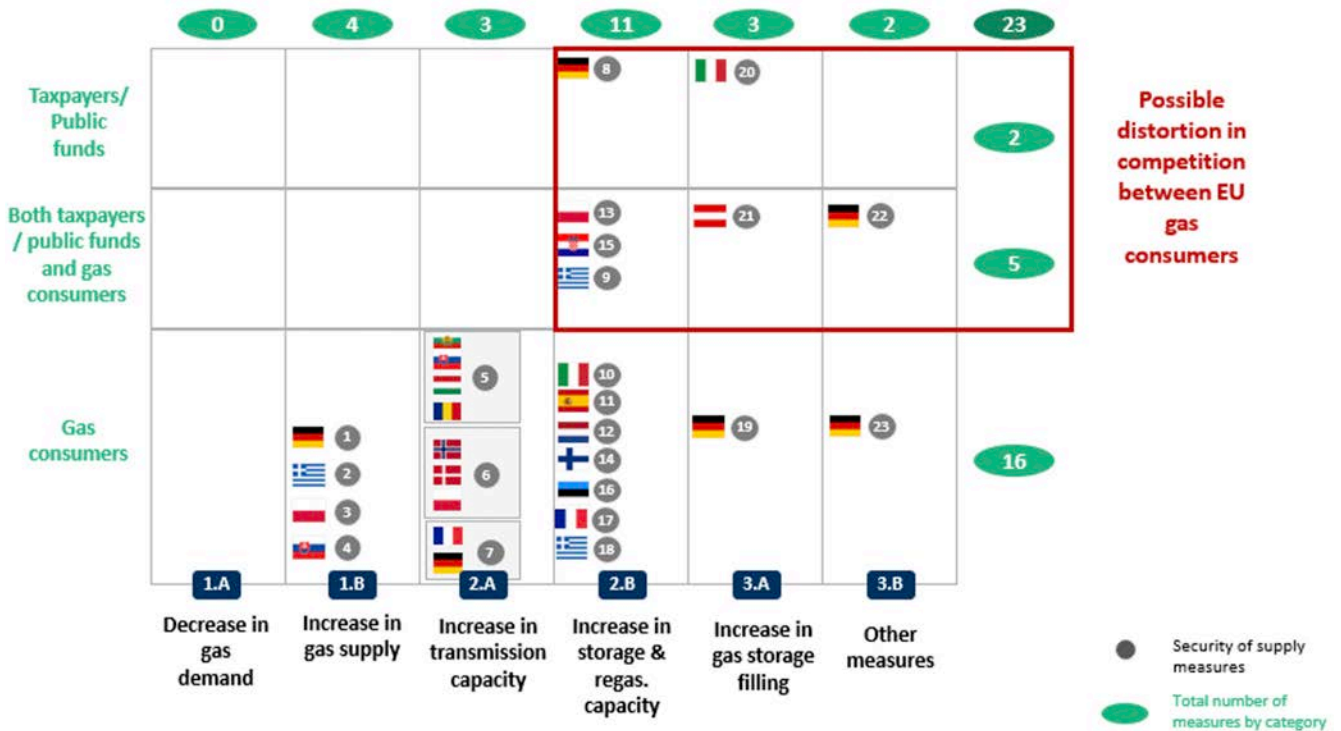 0 4 3 11 3 2 23
Taxpayers/
Public
funds
8
20
2
Possible
distortion in
competition
between EU
gas
consumers
Both taxpayers
/ public funds
and gas
consumers
13
15
9
21
22
5
Gas
consumers
1
2
3
4
5
6
7
10
11
12
14
16
17
18
19
23
16
1.A 1.B 2.A 2.B 3.A 3.B
Decrease in
gas
demand
Increase in
gas supply
Increase in
transmission
capacity
Increase in
storage &
regas.
capacity
Increase in
gas storage
filling
Other
measures
Security of supply
measures
Total number of
measures by category